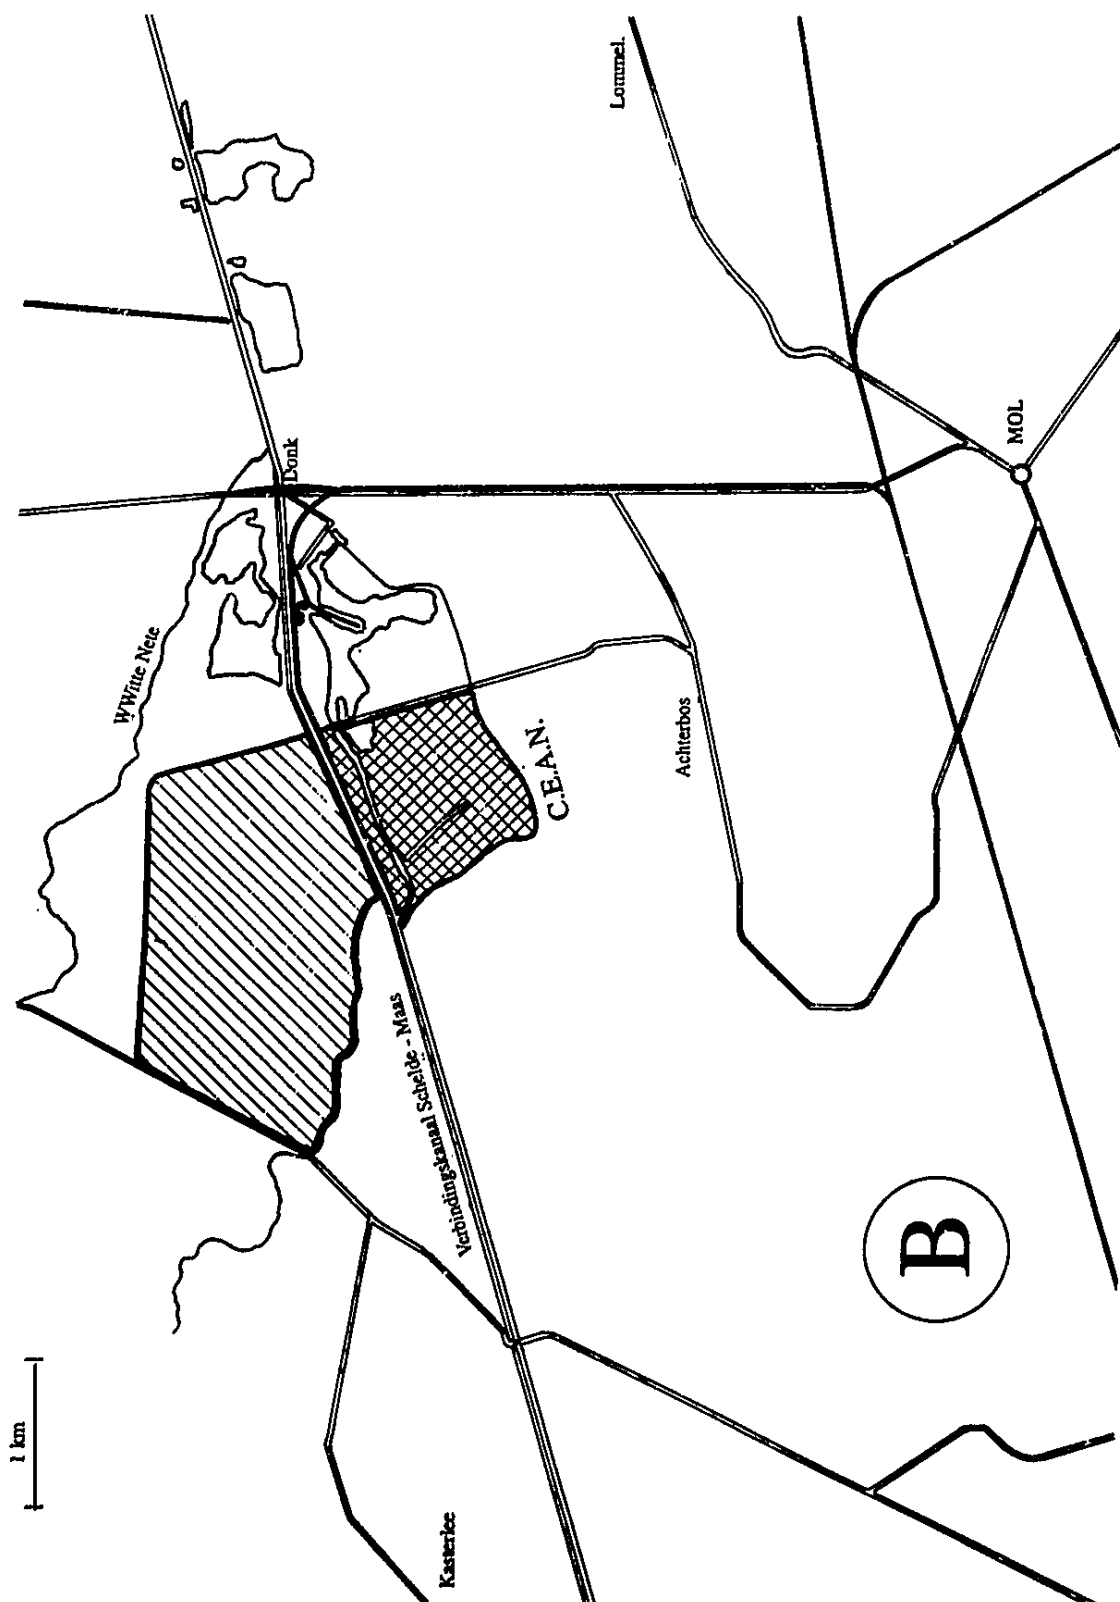 1 km
Kasterlee
Verbindingskanaal Schelde - Maas
WWitte Nete
Donk
C.E.A.N.
Achterbos
Lommel.
MOL
B